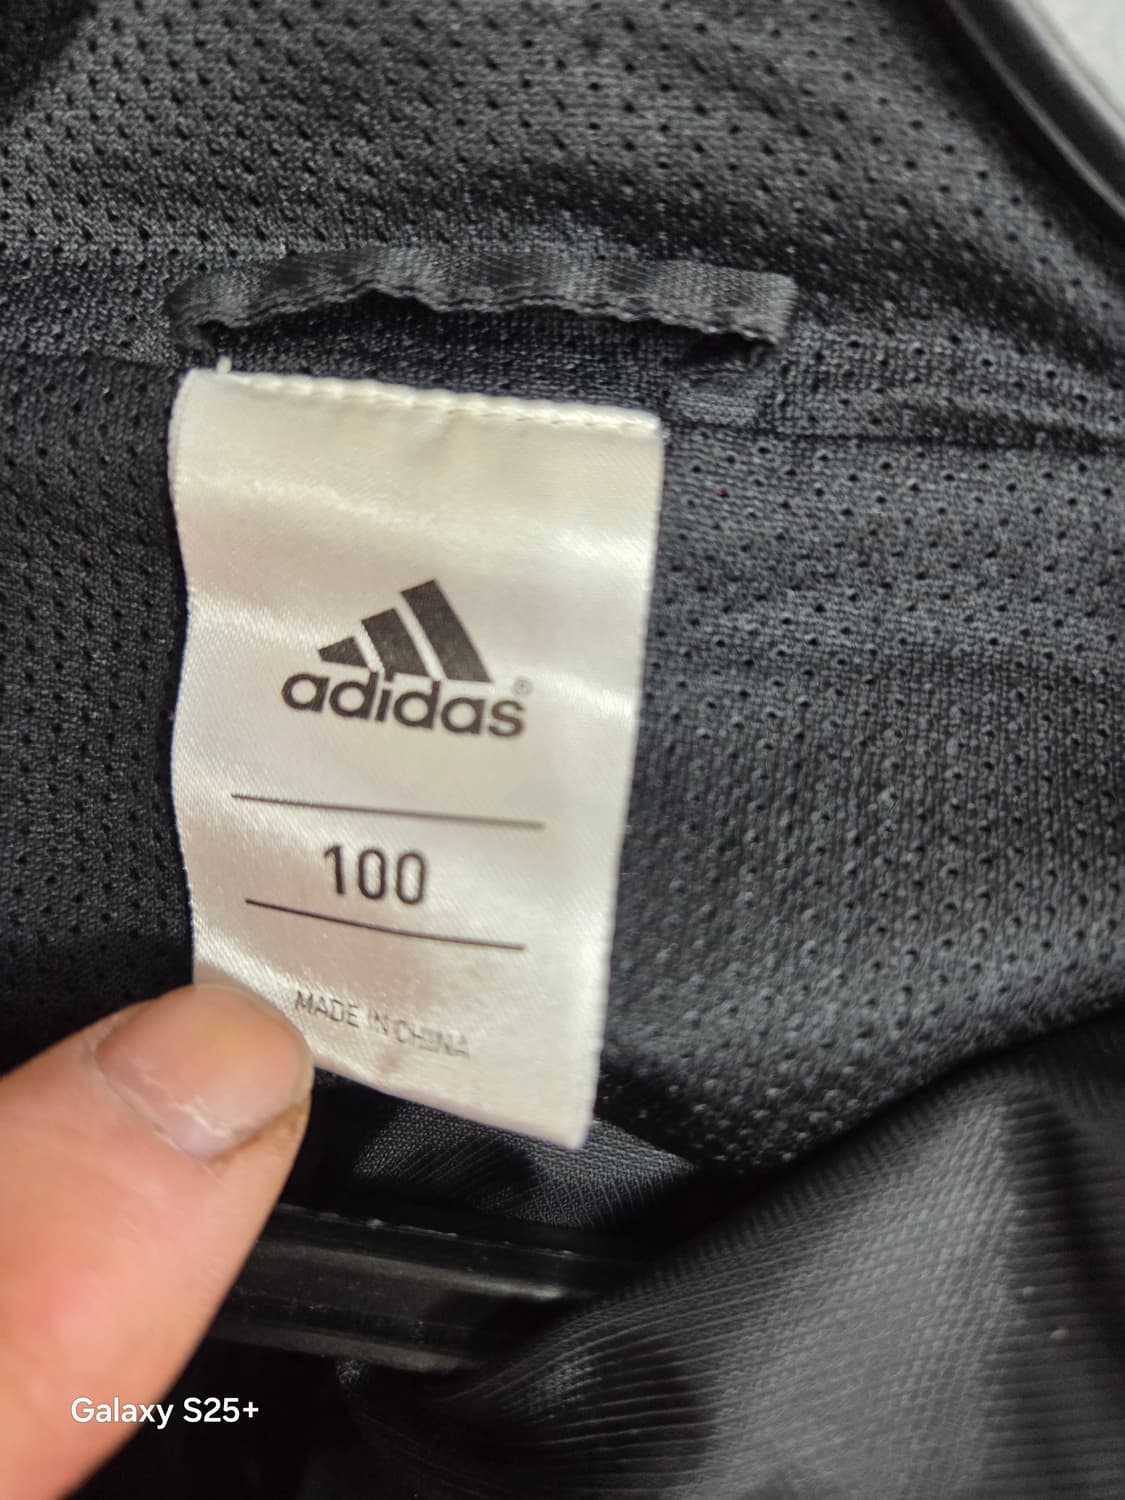 adidas®
100
MADE IN CHINA
Galaxy S25+